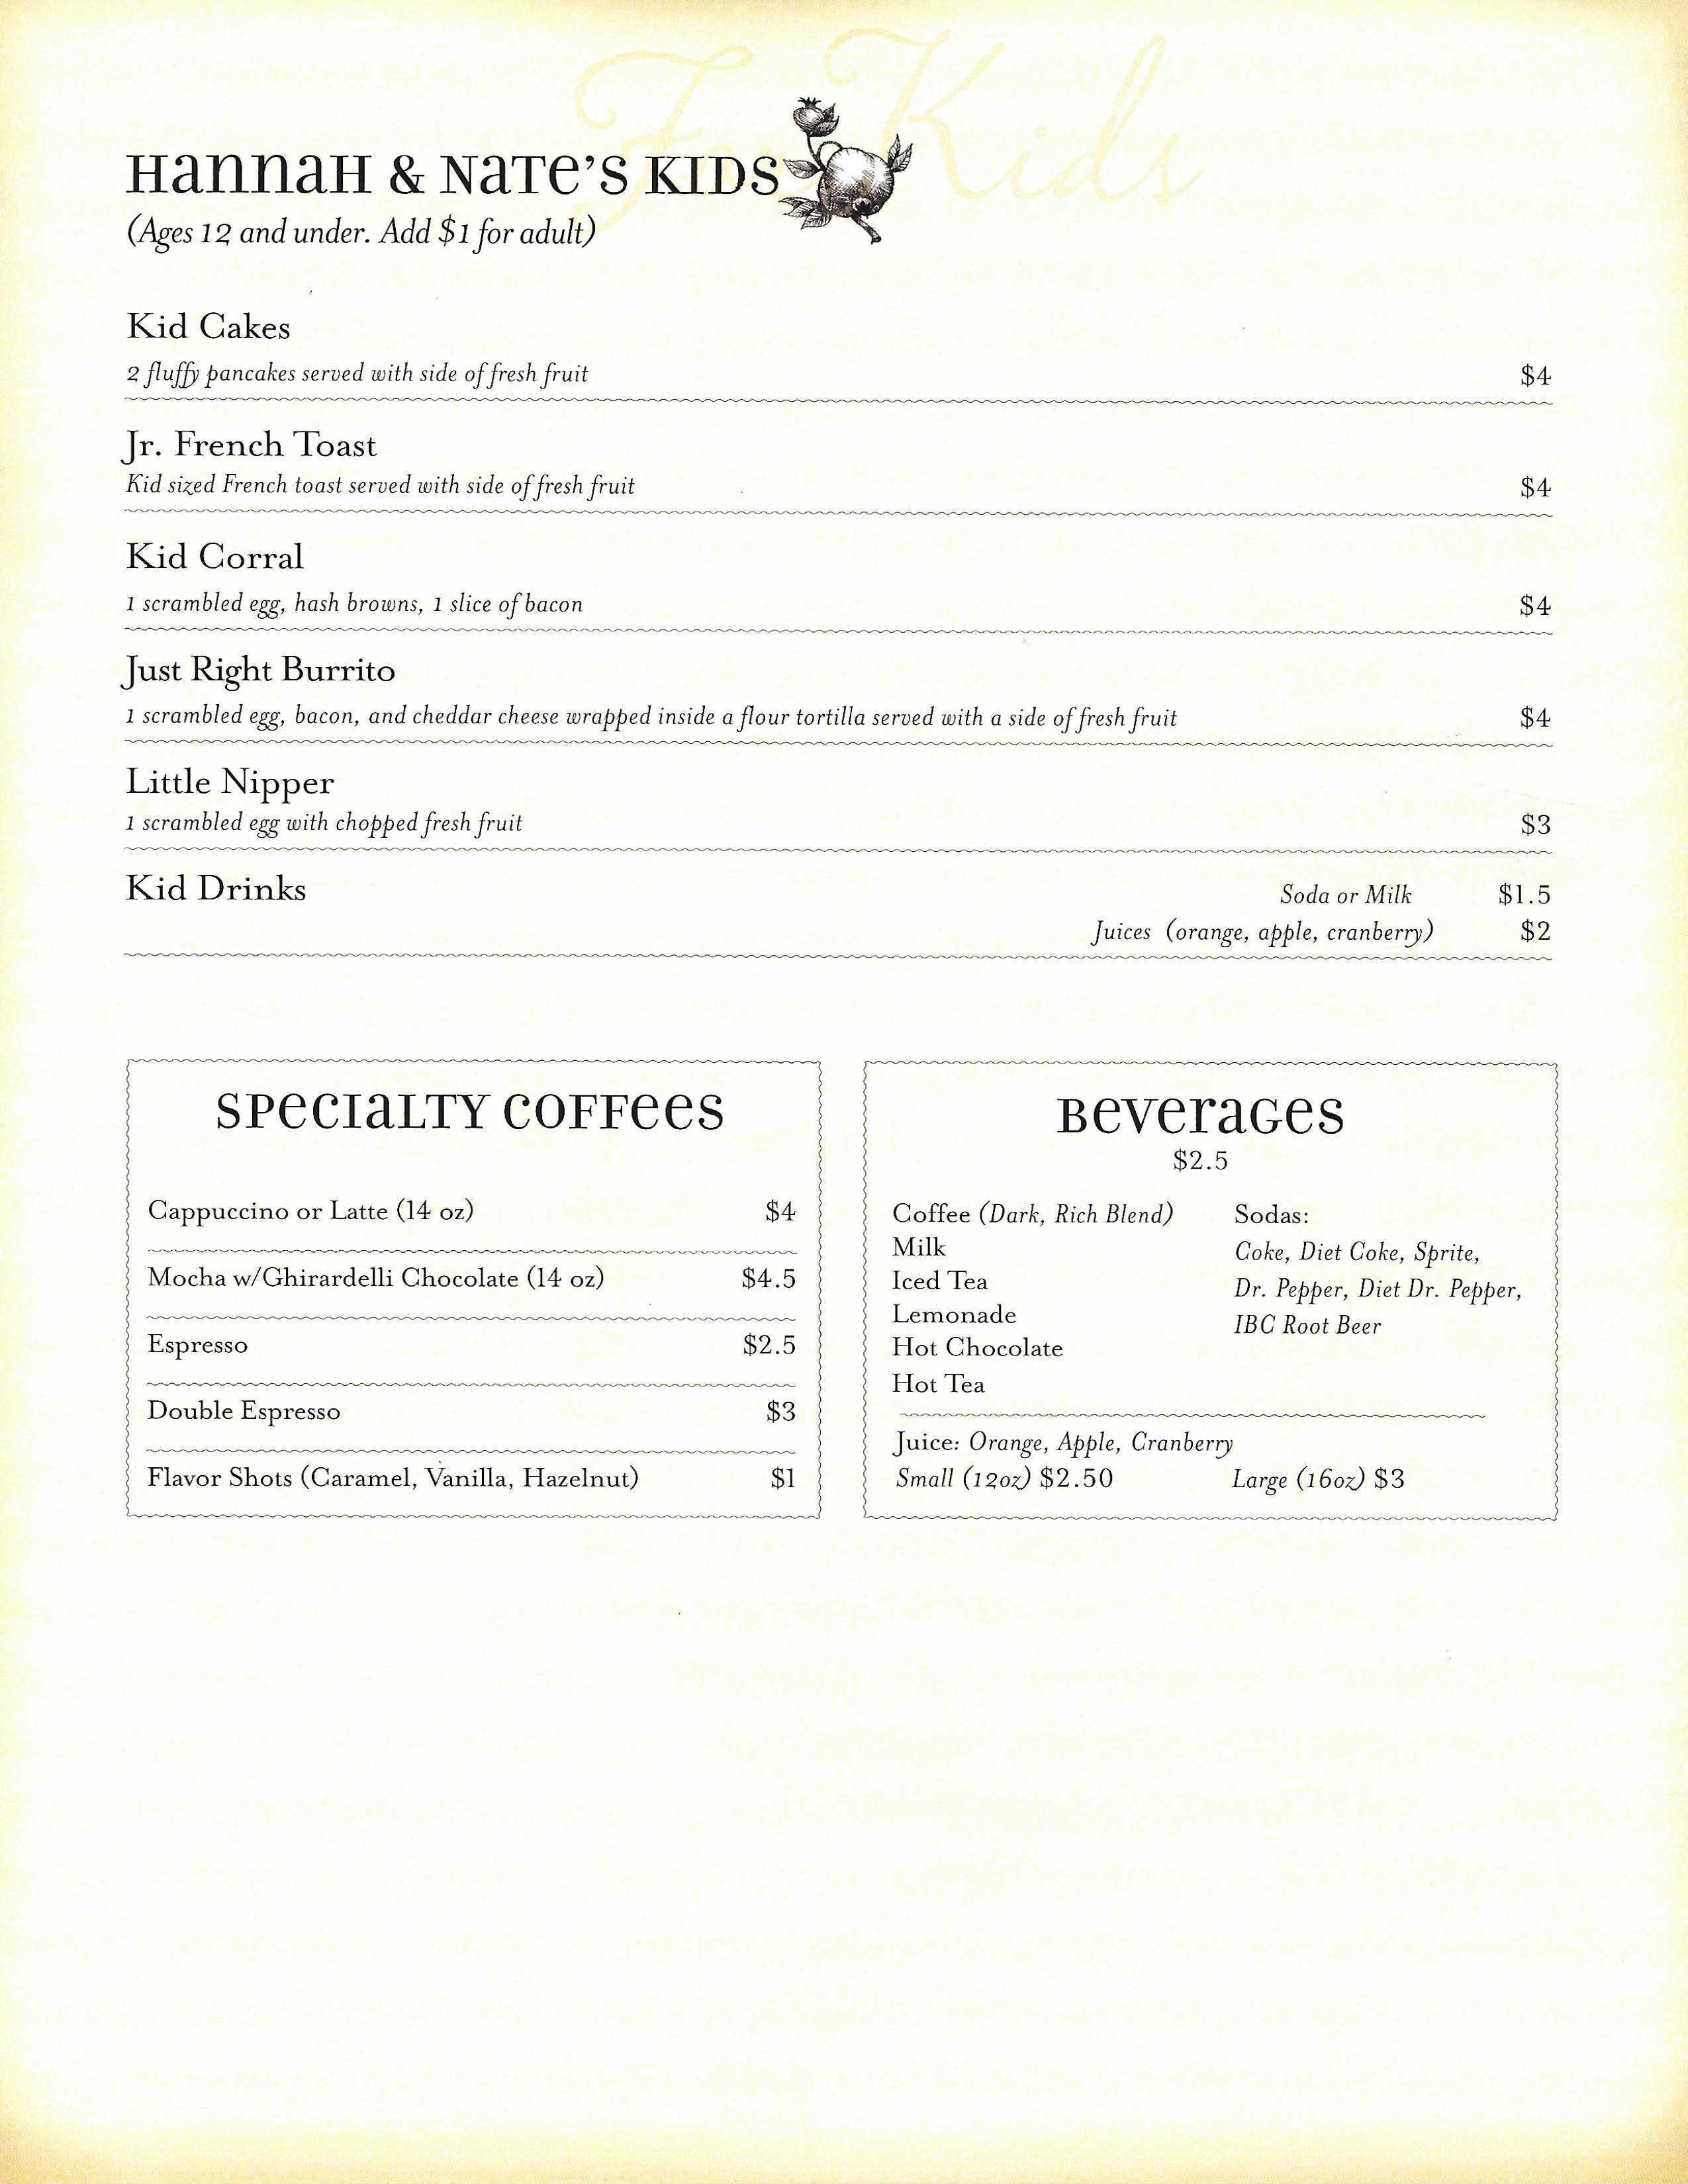 For Kids
Hannah & Nate's Kids
(Ages 12 and under. Add $1 for adult)
Kid Cakes
2 fluffy pancakes served with side of fresh fruit $4
Jr. French Toast
Kid sized French toast served with side of fresh fruit $4
Kid Corral
1 scrambled egg, hash browns, 1 slice of bacon $4
Just Right Burrito
1 scrambled egg, bacon, and cheddar cheese wrapped inside a flour tortilla served with a side of fresh fruit $4
Little Nipper
1 scrambled egg with chopped fresh fruit $3
Kid Drinks Soda or Milk $1.5
Juices (orange, apple, cranberry) $2
Specialty Coffees
Cappuccino or Latte (14 oz) $4
Mocha w/Ghirardelli Chocolate (14 oz) $4.5
Espresso $2.5
Double Espresso $3
Flavor Shots (Caramel, Vanilla, Hazelnut) $1
Beverages
$2.5
Coffee (Dark, Rich Blend)
Milk
Iced Tea
Lemonade
Hot Chocolate
Hot Tea
Sodas:
Coke, Diet Coke, Sprite,
Dr. Pepper, Diet Dr. Pepper,
IBC Root Beer
Juice: Orange, Apple, Cranberry
Small (12oz) $2.50 Large (16oz) $3